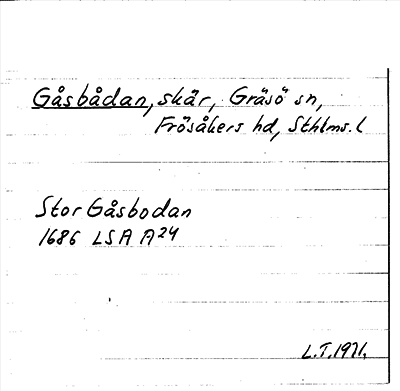 Gåsbådan, skär, Gräsö sn,
Frösåkers hd, Sthlms. l
Stor Gåsbodan
1686 LSA A24
L.T. 1971.